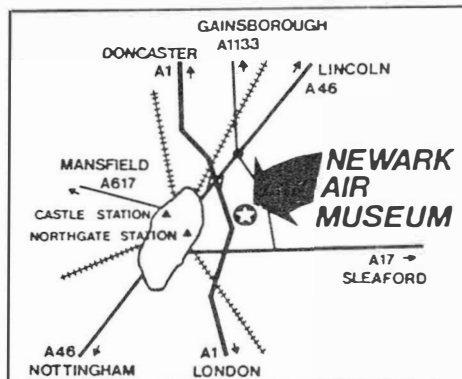 GAINSBOROUGH
A1133
DONCASTER
A1
LINCOLN
A46
MANSFIELD
A617
NEWARK
AIR
MUSEUM
CASTLE STATION
NORTHGATE STATION
A17
SLEAFORD
A46
NOTTINGHAM
A1
LONDON